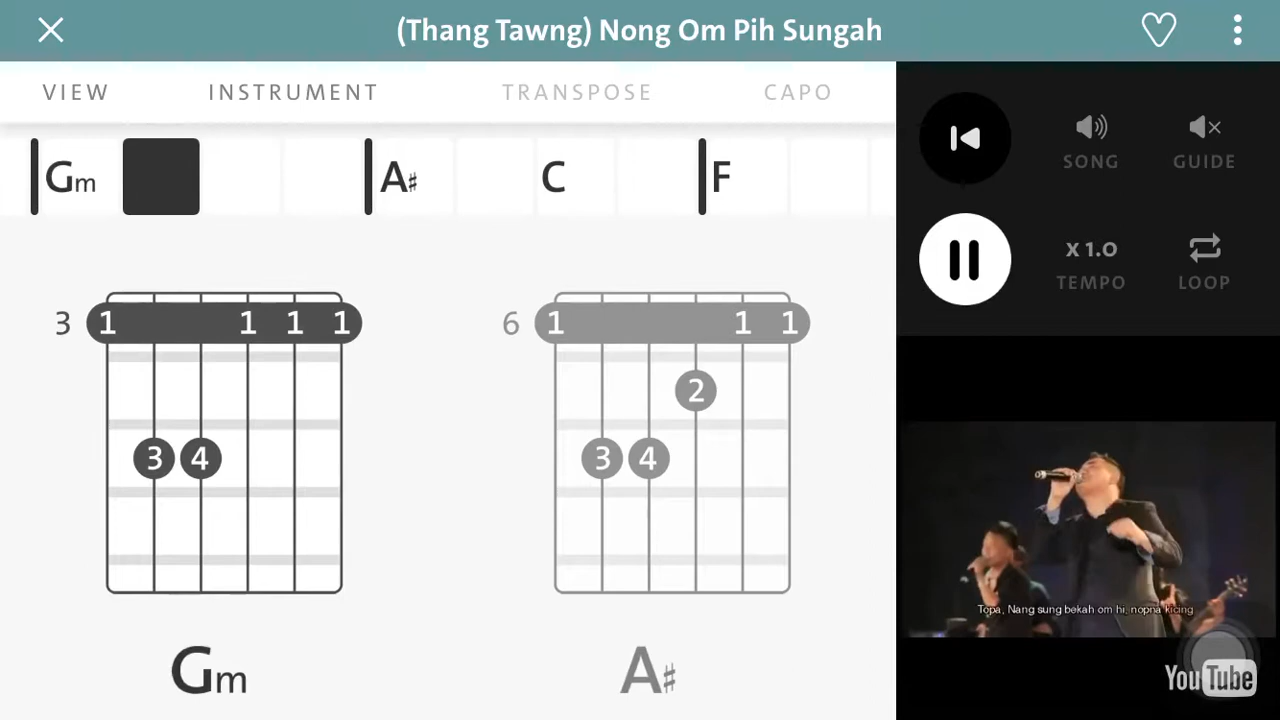 (Thang Tawng) Nong Om Pih Sungah
VIEW INSTRUMENT TRANSPOSE CAPO
SONG GUIDE
Gm A♯ C F
X 1.0
TEMPO LOOP
3 1 1 1 1
3 4
Gm
6 1 1 1
2
3 4
A♯
Topa, Nang sung bekah om hi, nopna kicing
YouTube